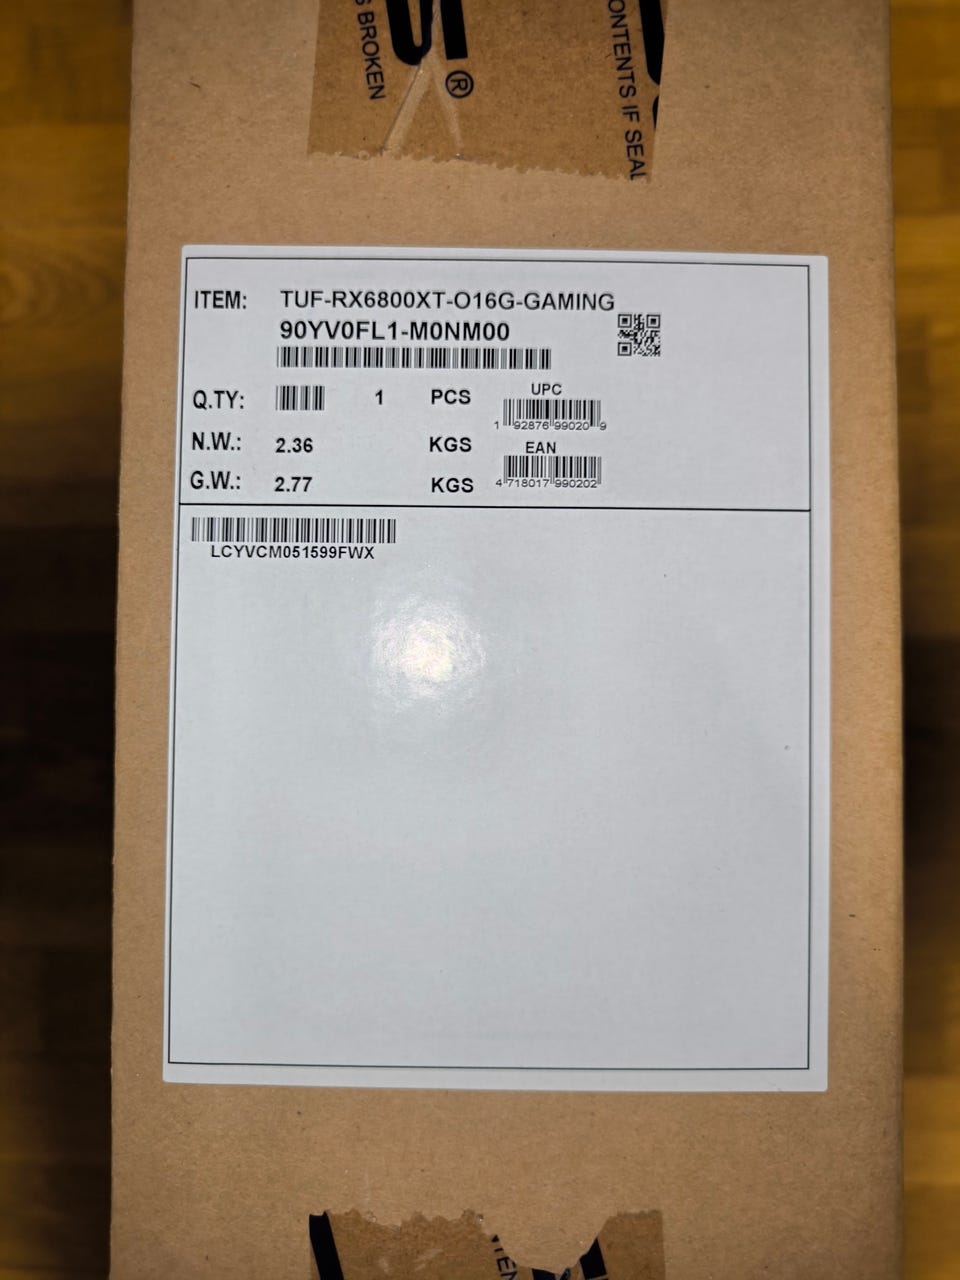 S BROKEN
®
ONTENTS IF SEAL
ITEM: TUF-RX6800XT-O16G-GAMING
90YV0FL1-M0NM00
Q.TY: 1 PCS
UPC
1 92876 99020 9
N.W.: 2.36 KGS
EAN
4 718017 990202
G.W.: 2.77 KGS
LCYVCM051599FWX